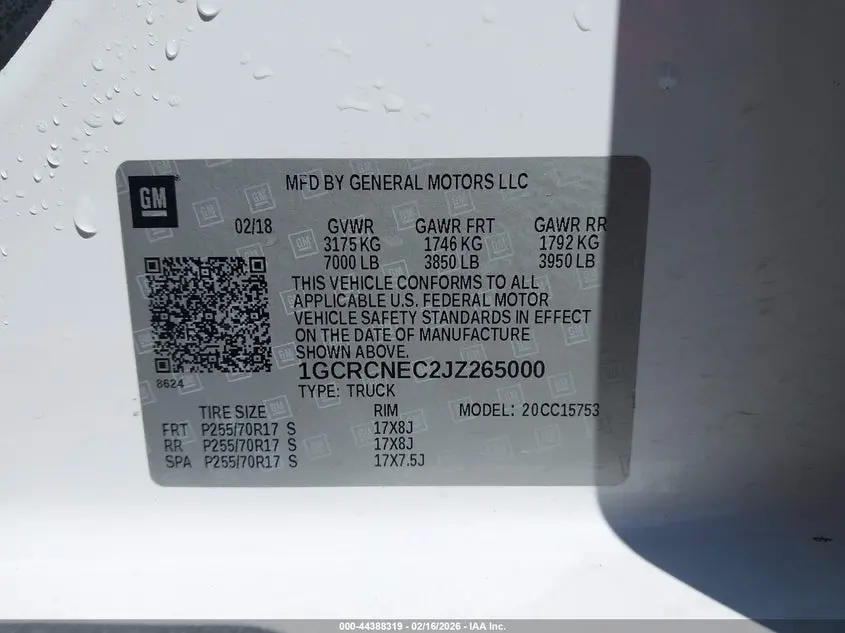 GM
MFD BY GENERAL MOTORS LLC
02/18 GVWR GAWR FRT GAWR RR
3175 KG 1746 KG 1792 KG
7000 LB 3850 LB 3950 LB
THIS VEHICLE CONFORMS TO ALL
APPLICABLE U.S. FEDERAL MOTOR
VEHICLE SAFETY STANDARDS IN EFFECT
ON THE DATE OF MANUFACTURE
SHOWN ABOVE.
8624
1GCRCNEC2JZ265000
TYPE: TRUCK
TIRE SIZE RIM MODEL: 20CC15753
FRT P255/70R17 S 17X8J
RR P255/70R17 S 17X8J
SPA P255/70R17 S 17X7.5J
000-44388319 - 02/16/2026 - IAA Inc.